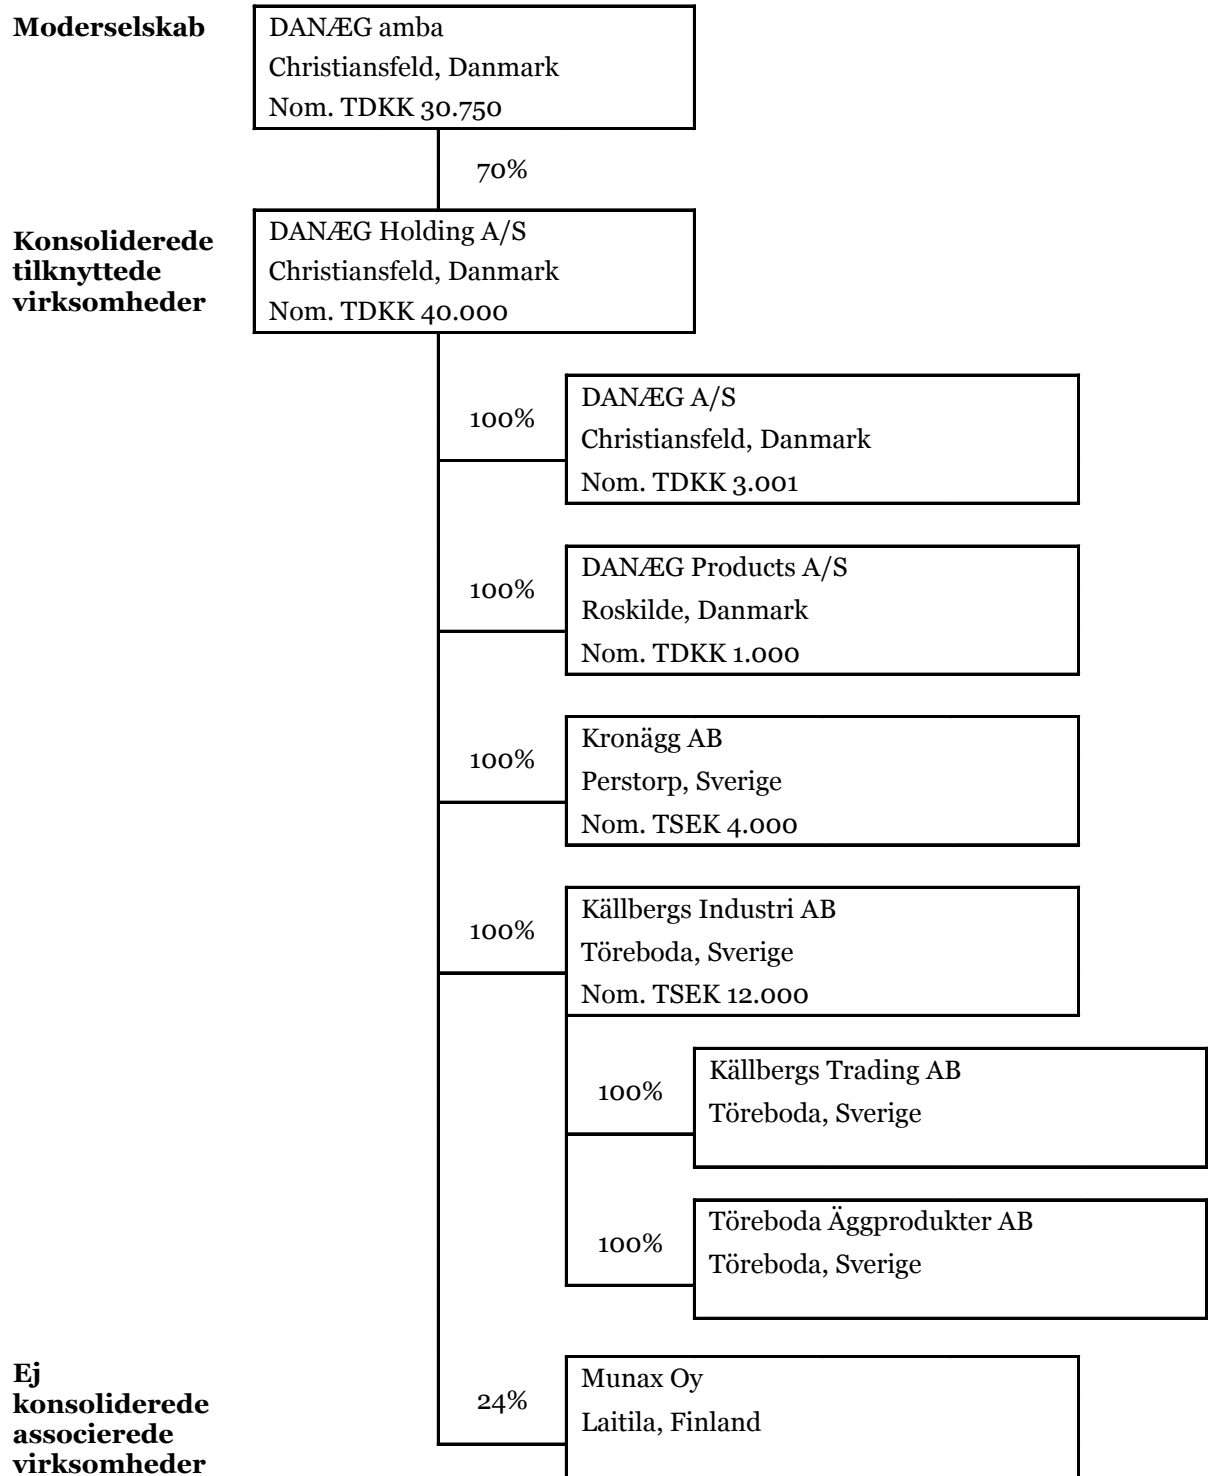 Moderselskab
DANÆG amba
Christiansfeld, Danmark
Nom. TDKK 30.750
70%
Konsoliderede
tilknyttede
virksomheder
DANÆG Holding A/S
Christiansfeld, Danmark
Nom. TDKK 40.000
100%
DANÆG A/S
Christiansfeld, Danmark
Nom. TDKK 3.001
100%
DANÆG Products A/S
Roskilde, Danmark
Nom. TDKK 1.000
100%
Kronägg AB
Perstorp, Sverige
Nom. TSEK 4.000
100%
Källbergs Industri AB
Töreboda, Sverige
Nom. TSEK 12.000
100%
Källbergs Trading AB
Töreboda, Sverige
100%
Töreboda Äggprodukter AB
Töreboda, Sverige
Ej
konsoliderede
associerede
virksomheder
24%
Munax Oy
Laitila, Finland